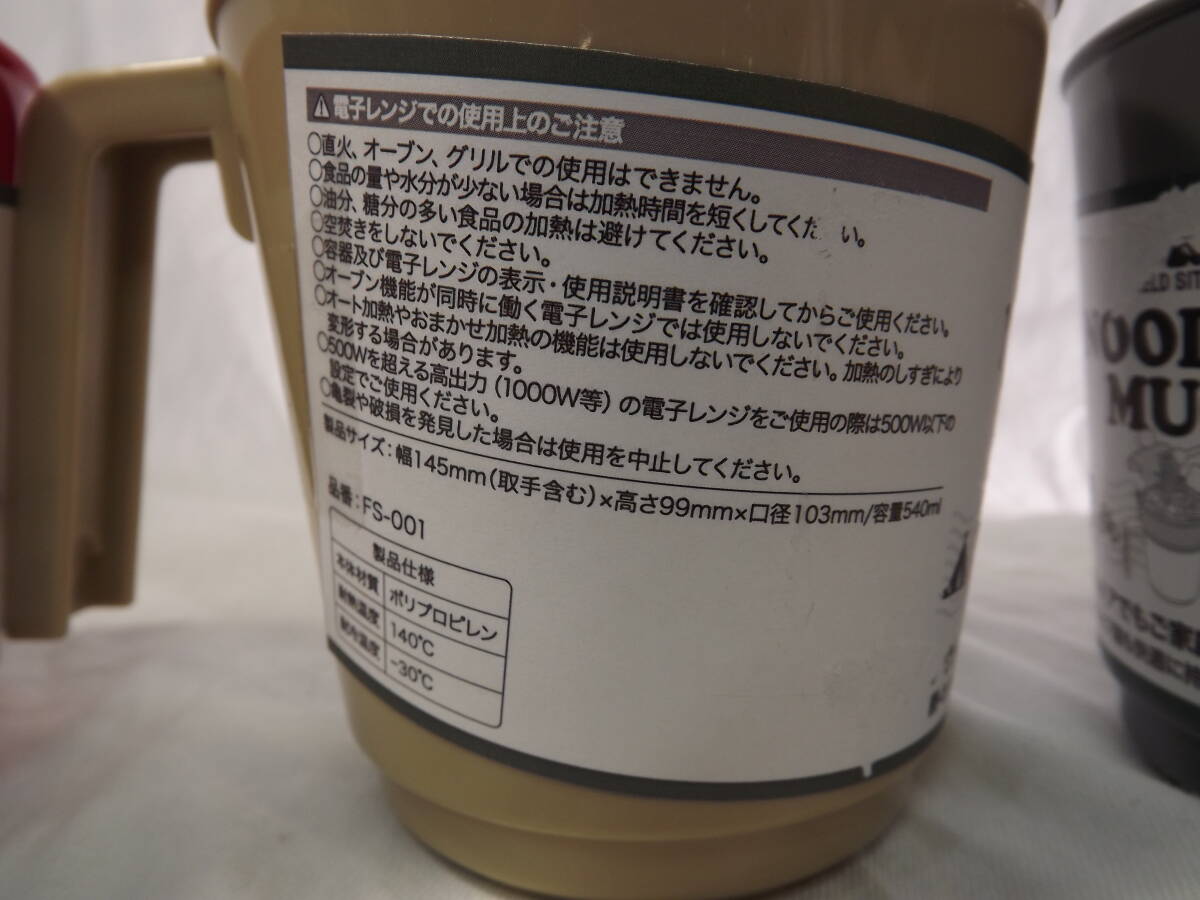 ⚠電子レンジでの使用上のご注意
○直火、オーブン、グリルでの使用はできません。
○食品の量や水分が少ない場合は加熱時間を短くしてくだ い。
○油分、糖分の多い食品の加熱は避けてください。
○空焚きをしないでください。
○容器及び電子レンジの表示・使用説明書を確認してからご使用ください。
○オーブン機能が同時に働く電子レンジでは使用しないでください。
○オート加熱やおまかせ加熱の機能は使用しないでください。加熱のしすぎにより
変形する場合があります。
○500Wを超える高出力(1000W等)の電子レンジをご使用の際は500W以下の
設定でご使用ください。
○亀裂や破損を発見した場合は使用を中止してください。
製品サイズ:幅145mm(取手含む)×高さ99mm×口径103mm/容量540ml
品番:FS-001
製品仕様
本体材質 ポリプロピレン
耐熱温度 140℃
耐冷温度 -30℃
ELD SIT
OOD
MU
でもご家